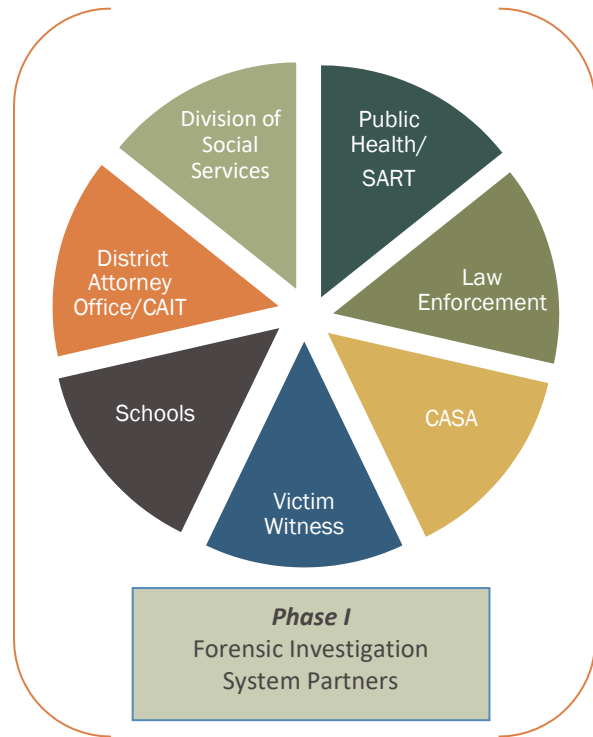 Division of
Social
Services
Public
Health/
SART
District
Attorney
Office/CAIT
Law
Enforcement
Schools
CASA
Victim
Witness
Phase I
Forensic Investigation
System Partners